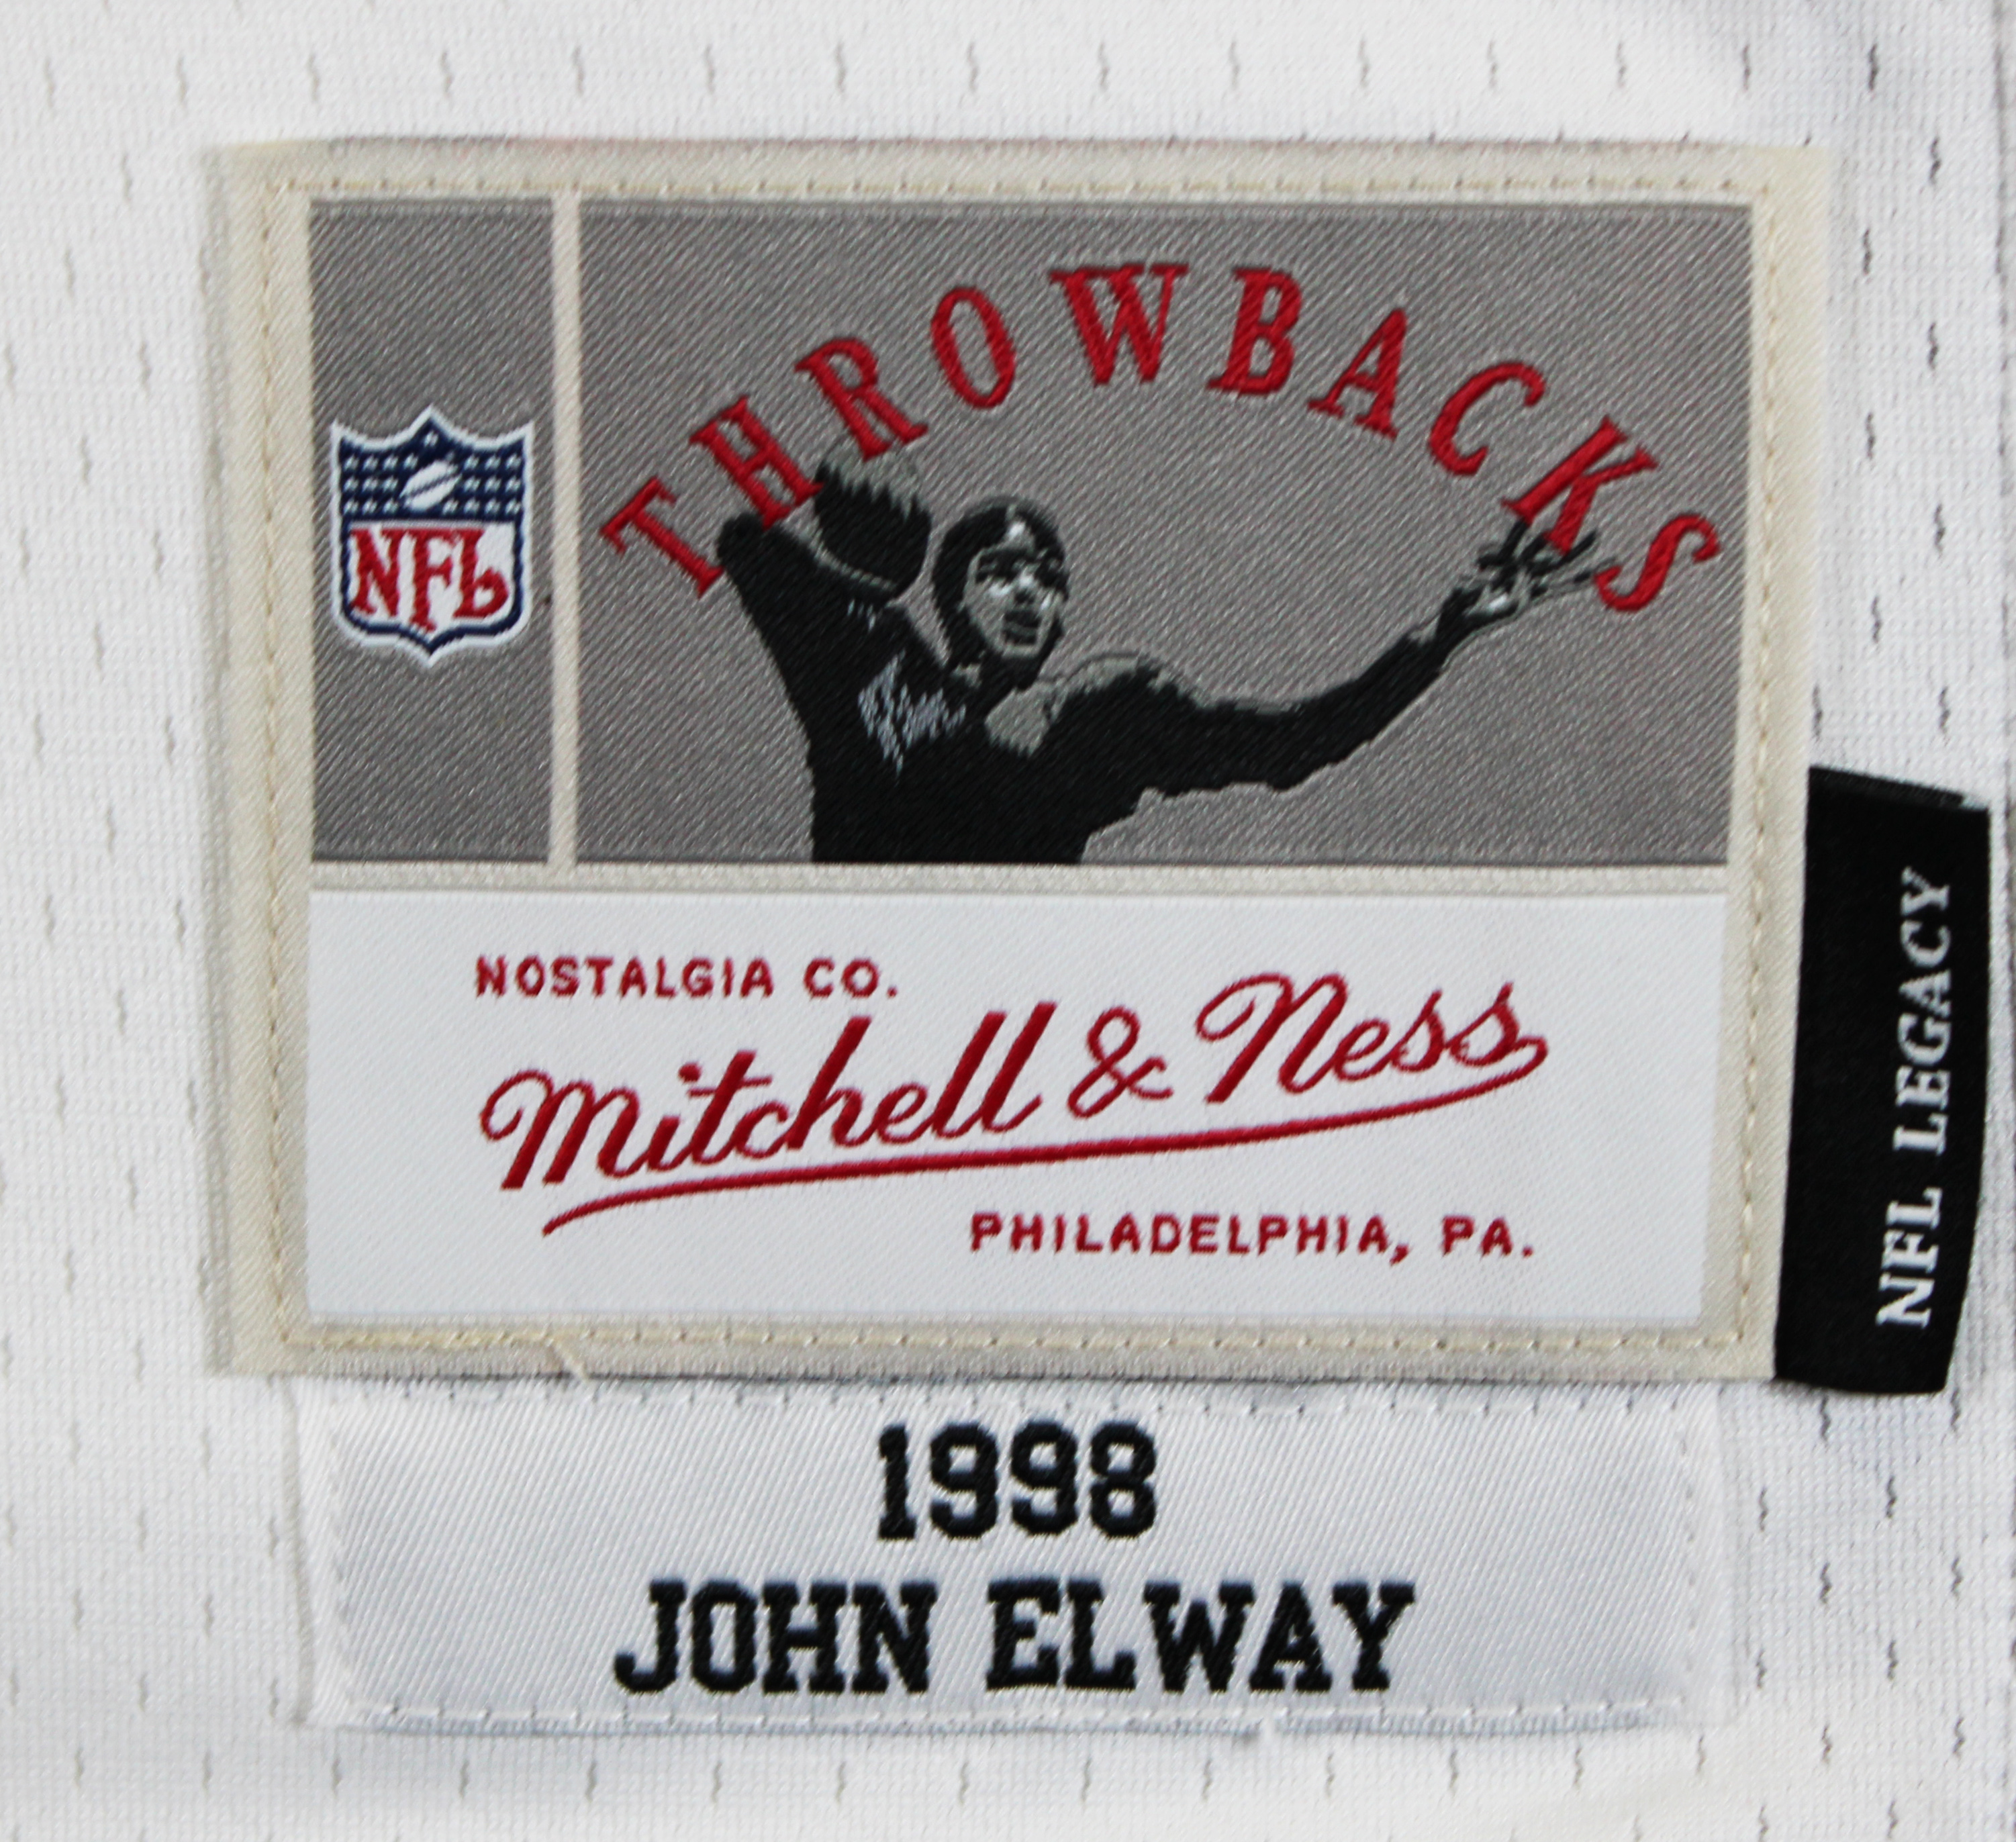 THROWBACKS
NFL
NOSTALGIA CO.
Mitchell & Ness
PHILADELPHIA, PA.
NFL LEGACY
1998
JOHN ELWAY